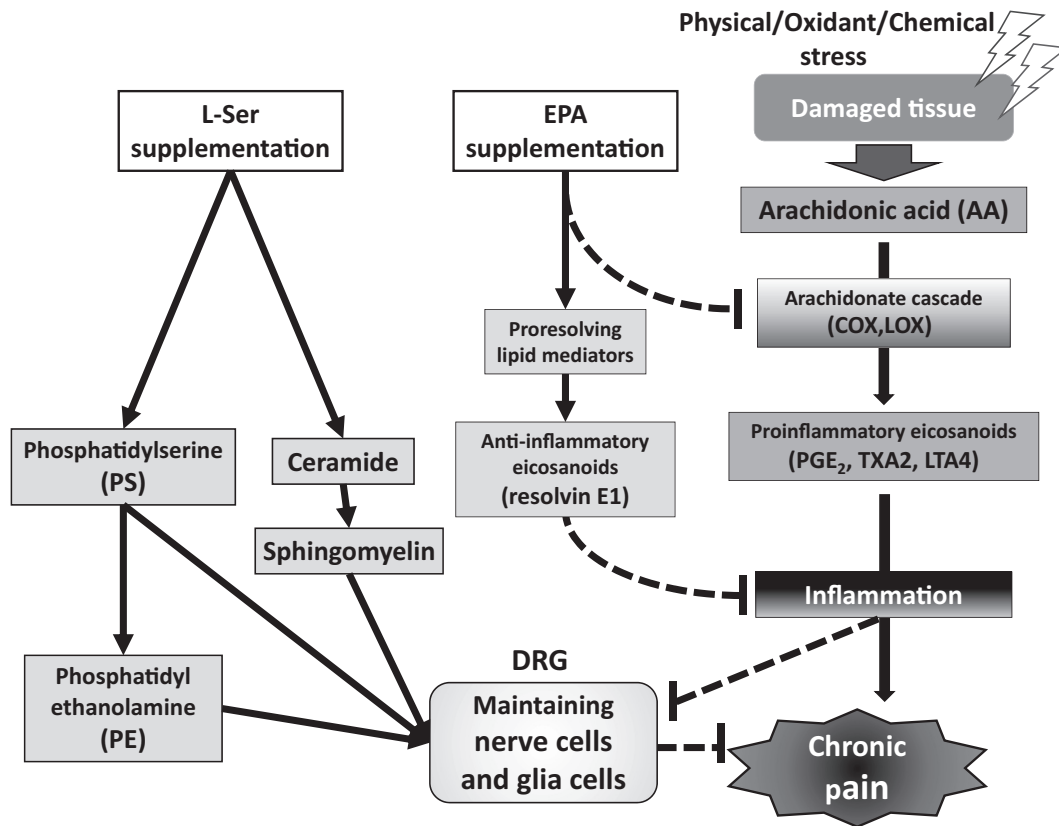 Physical/Oxidant/Chemical
stress
Damaged tissue
L-Ser
supplementation
EPA
supplementation
Arachidonic acid (AA)
Arachidonate cascade
(COX,LOX)
Proresolving
lipid mediators
Phosphatidylserine
(PS)
Ceramide
Anti-inflammatory
eicosanoids
(resolvin E1)
Proinflammatory eicosanoids
(PGE₂, TXA2, LTA4)
Sphingomyelin
Inflammation
Phosphatidyl
ethanolamine
(PE)
DRG
Maintaining
nerve cells
and glia cells
Chronic
pain